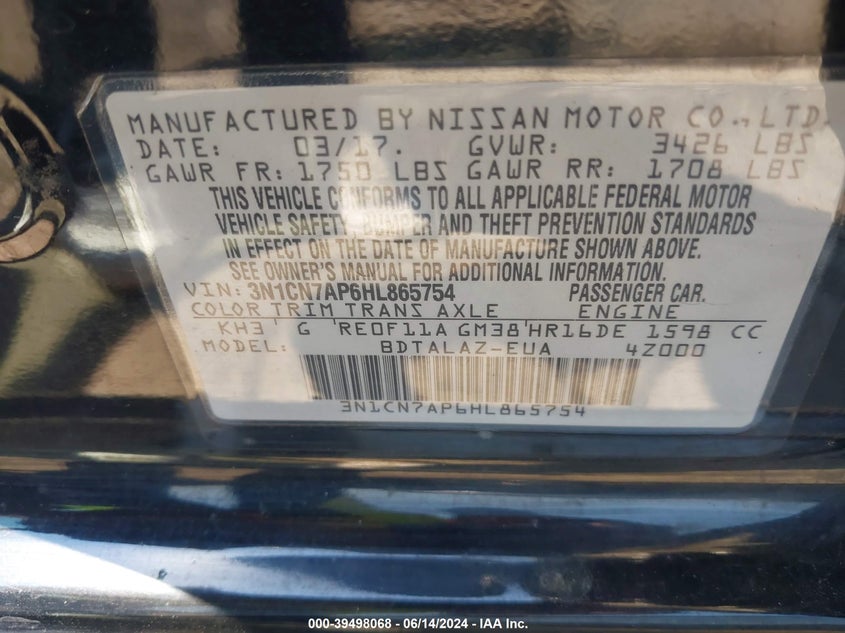 MANUFACTURED BY NISSAN MOTOR CO., LTD.
DATE: 03/17. GVWR: 3426 LBS
GAWR FR: 1750 LBS GAWR RR: 1708 LBS
THIS VEHICLE CONFORMS TO ALL APPLICABLE FEDERAL MOTOR
VEHICLE SAFETY, BUMPER AND THEFT PREVENTION STANDARDS
IN EFFECT ON THE DATE OF MANUFACTURE SHOWN ABOVE.
SEE OWNER'S MANUAL FOR ADDITIONAL INFORMATION
VIN: 3N1CN7AP6HL865754 PASSENGER CAR.
COLOR TRIM TRANS AXLE ENGINE
KH3 G RE0F11A GM38 HR16DE 1598 CC
MODEL: BDTALAZ-EUA 4Z000
3N1CN7AP6HL865754
000-39498068 - 06/14/2024 - IAA Inc.